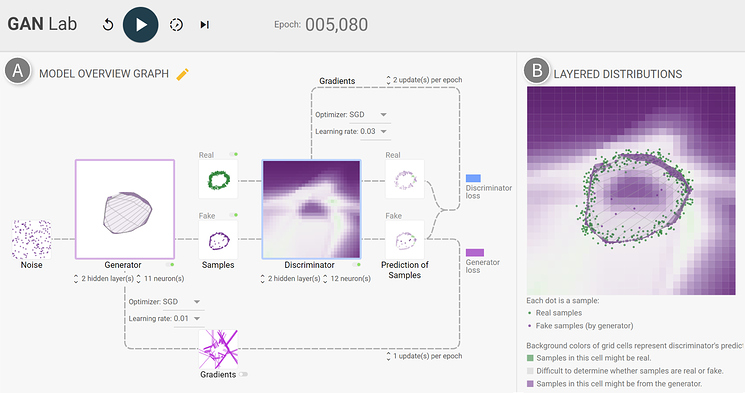 GAN Lab
Epoch: 005,080
A
MODEL OVERVIEW GRAPH
Gradients
2 update(s) per epoch
Optimizer: SGD
Learning rate: 0.03
Real
Real
Discriminator
loss
Fake
Fake
Noise
Generator
Samples
Discriminator
Prediction of
Samples
Generator
loss
2 hidden layer(s)
11 neuron(s)
2 hidden layer(s)
12 neuron(s)
Optimizer: SGD
Learning rate: 0.01
Gradients
1 update(s) per epoch
B
LAYERED DISTRIBUTIONS
Each dot is a sample:
Real samples
Fake samples (by generator)
Background colors of grid cells represent discriminator's predic
Samples in this cell might be real.
Difficult to determine whether samples are real or fake.
Samples in this cell might be from the generator.